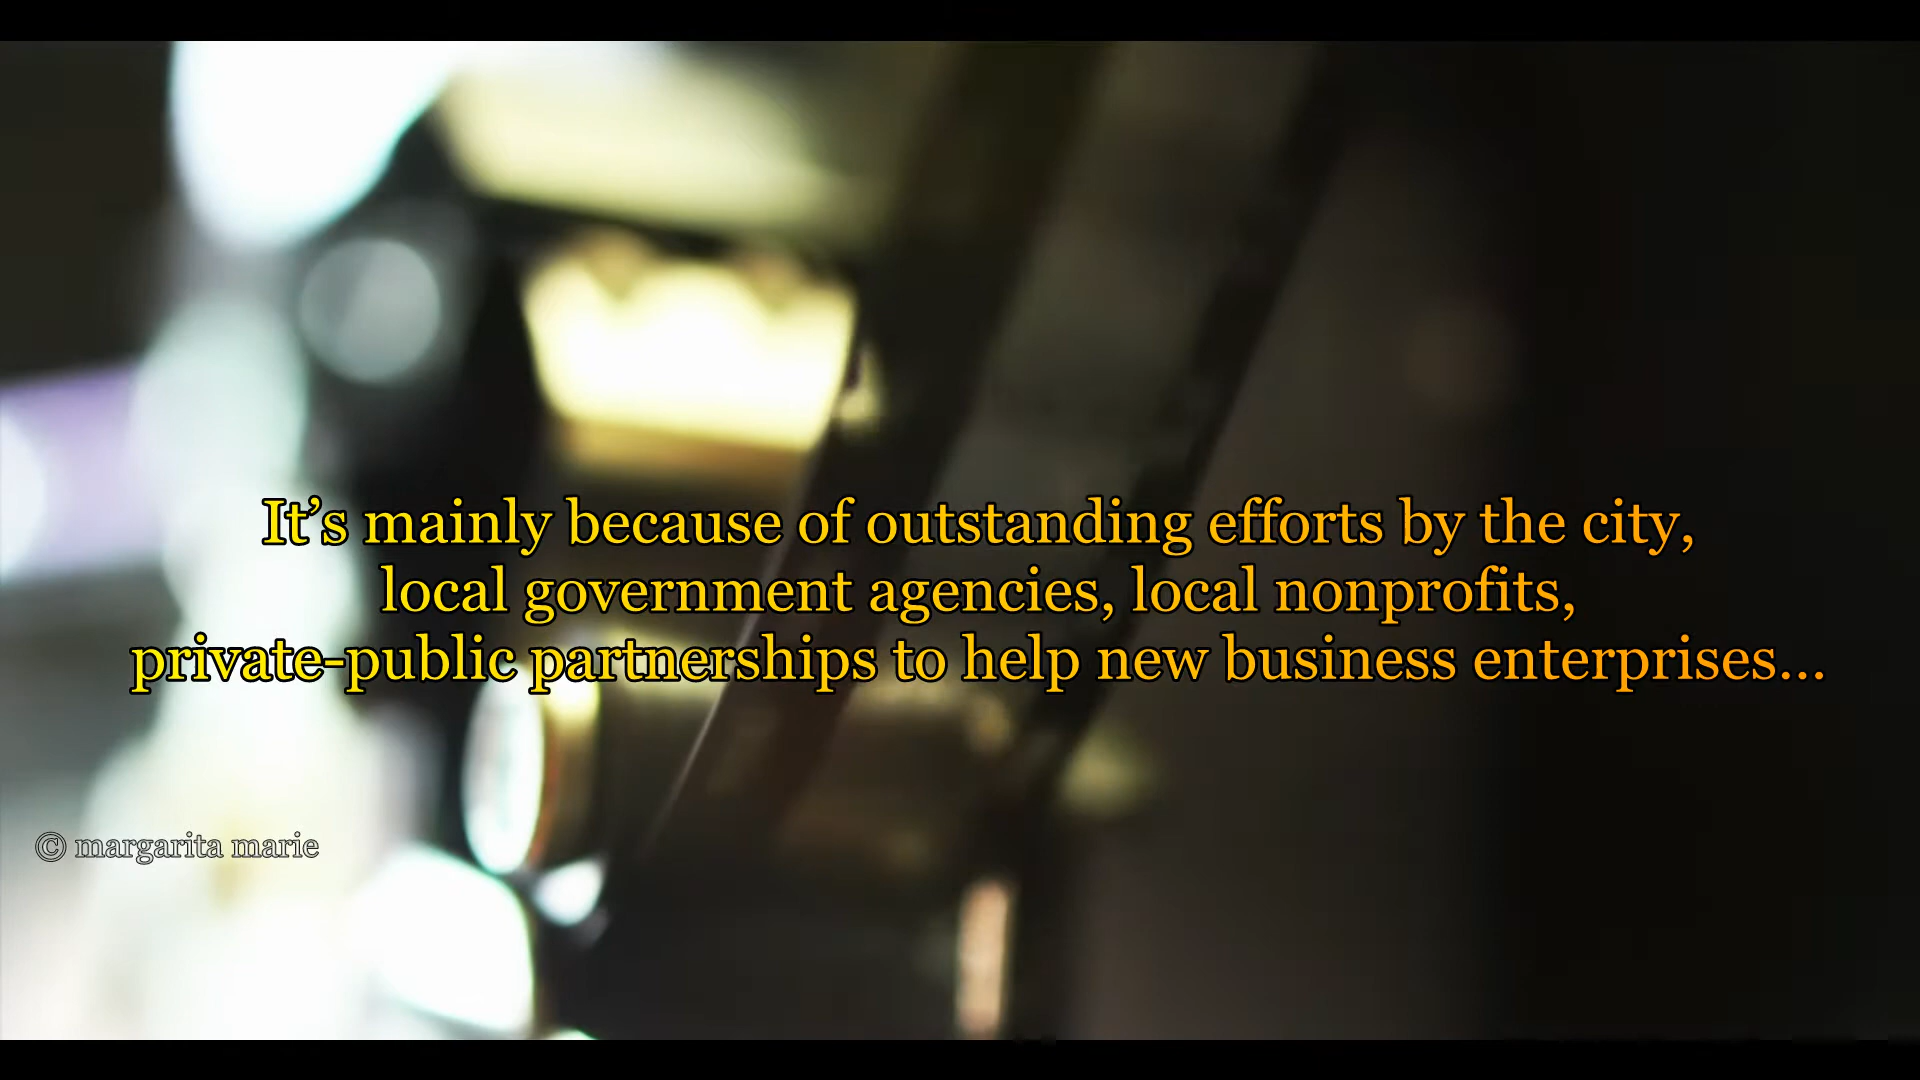 It’s mainly because of outstanding efforts by the city,
local government agencies, local nonprofits,
private-public partnerships to help new business enterprises...
© margarita marie